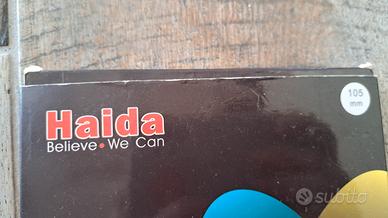 Haida
105
mm
Believe•We Can
subito